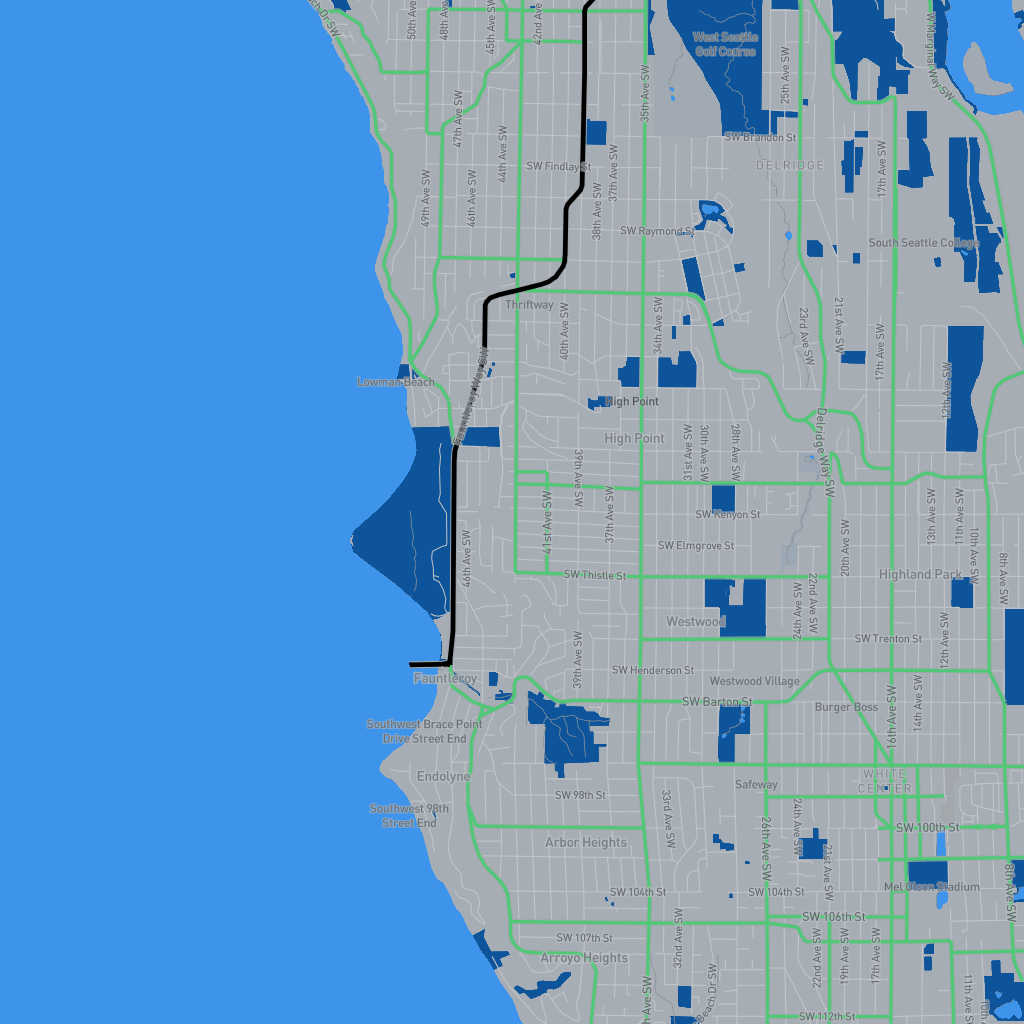 50th Ave SW
48th Ave SW
45th Ave SW
42nd Ave
West Seattle
Golf Course
W Marginal Way SW
25th Ave SW
35th Ave SW
47th Ave SW
44th Ave SW
SW Brandon St
SW Findlay St
DELRIDGE
37th Ave SW
17th Ave SW
49th Ave SW
46th Ave SW
38th Ave SW
SW Raymond St
South Seattle College
Thriftway
40th Ave SW
34th Ave SW
23rd Ave SW
21st Ave SW
17th Ave SW
Lowman Beach
Fauntleroy Way SW
12th Ave SW
High Point
High Point
31st Ave SW
30th Ave SW
28th Ave SW
Delridge Way SW
39th Ave SW
37th Ave SW
41st Ave SW
SW Kenyon St
13th Ave SW
11th Ave SW
10th Ave SW
SW Elmgrove St
20th Ave SW
46th Ave SW
SW Thistle St
Highland Park
8th Ave SW
Westwood
24th Ave SW
22nd Ave SW
SW Trenton St
12th Ave SW
39th Ave SW
SW Henderson St
Fauntleroy
Westwood Village
SW Barton St
Burger Boss
16th Ave SW
14th Ave SW
Southwest Brace Point
Drive Street End
Endolyne
Safeway
WHITE
CENTER
SW 98th St
Southwest 98th
Street End
33rd Ave SW
26th Ave SW
24th Ave SW
SW 100th St
Arbor Heights
21st Ave SW
SW 104th St
SW 104th St
Mel Olson Stadium
8th Ave SW
SW 106th St
SW 107th St
32nd Ave SW
22nd Ave SW
19th Ave SW
17th Ave SW
Arroyo Heights
11th Ave SW
SW 112th St